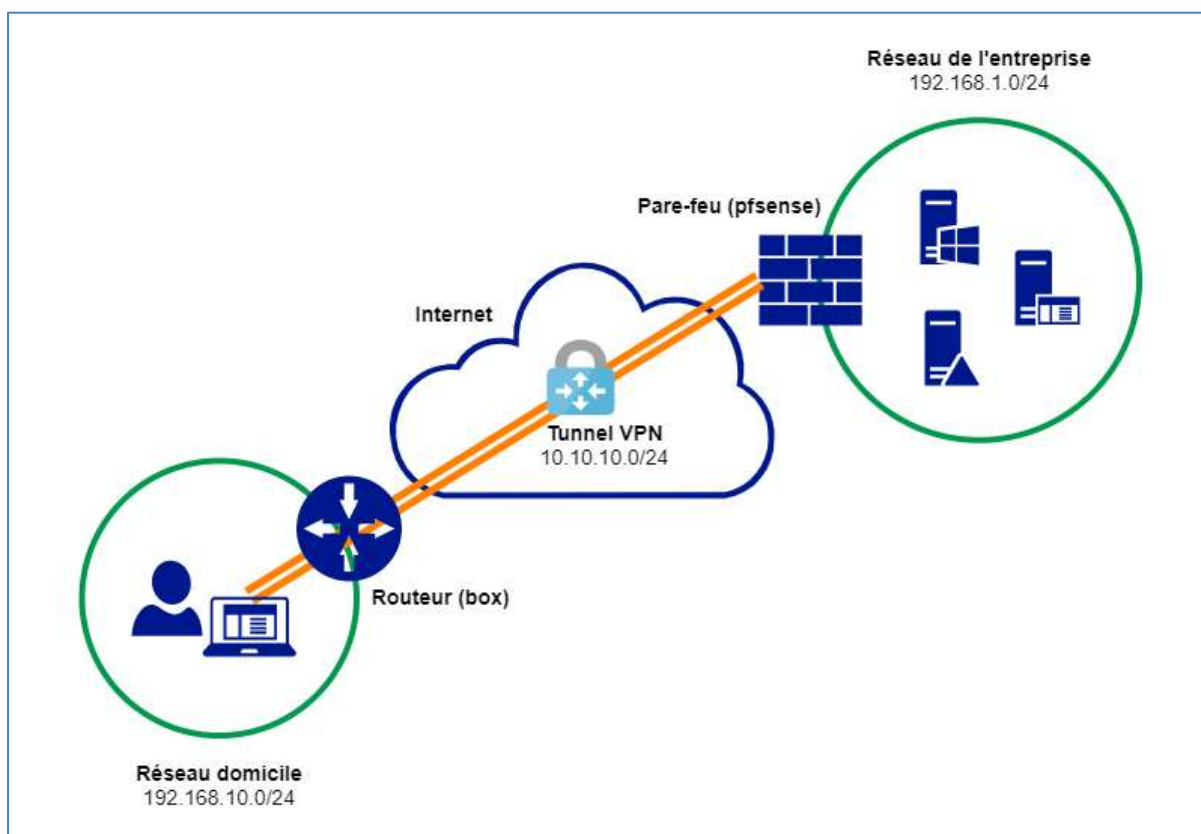 Réseau de l'entreprise
192.168.1.0/24
Pare-feu (pfsense)
Internet
Tunnel VPN
10.10.10.0/24
Routeur (box)
Réseau domicile
192.168.10.0/24